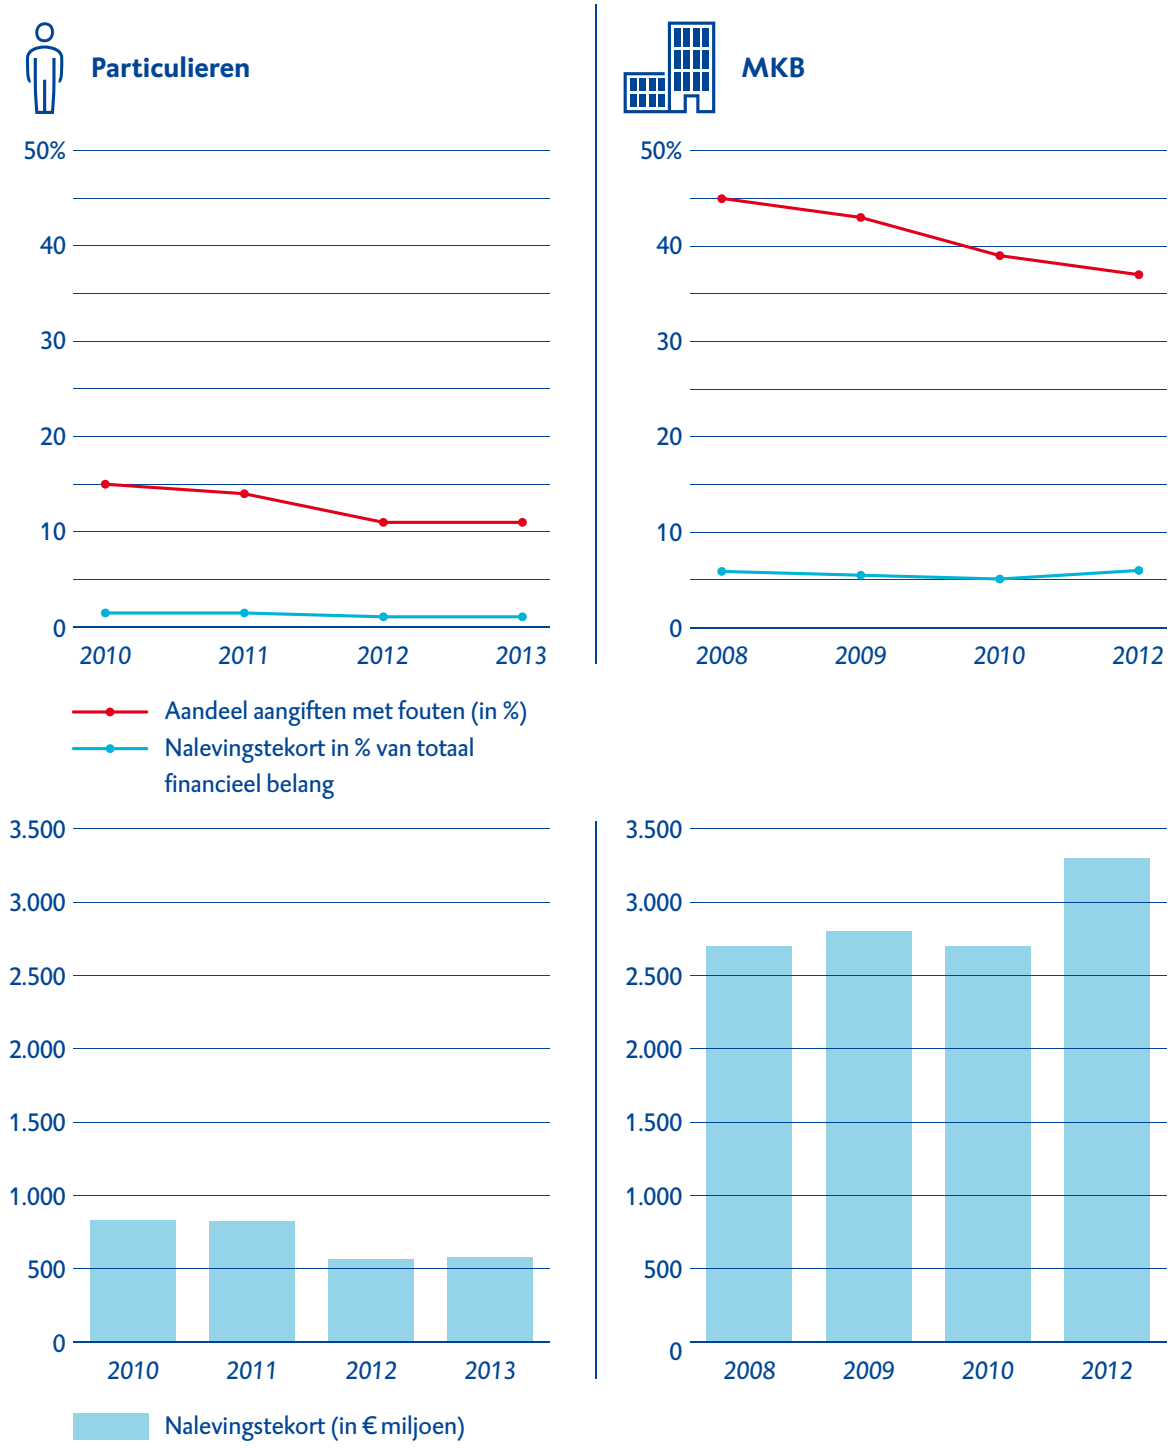 Particulieren
50%
40
30
20
10
0
2010 2011 2012 2013
MKB
50%
40
30
20
10
0
2008 2009 2010 2012
Aandeel aangiften met fouten (in %)
Nalevingstekort in % van totaal
financieel belang
3.500
3.000
2.500
2.000
1.500
1.000
500
0
2010 2011 2012 2013
3.500
3.000
2.500
2.000
1.500
1.000
500
0
2008 2009 2010 2012
Nalevingstekort (in € miljoen)